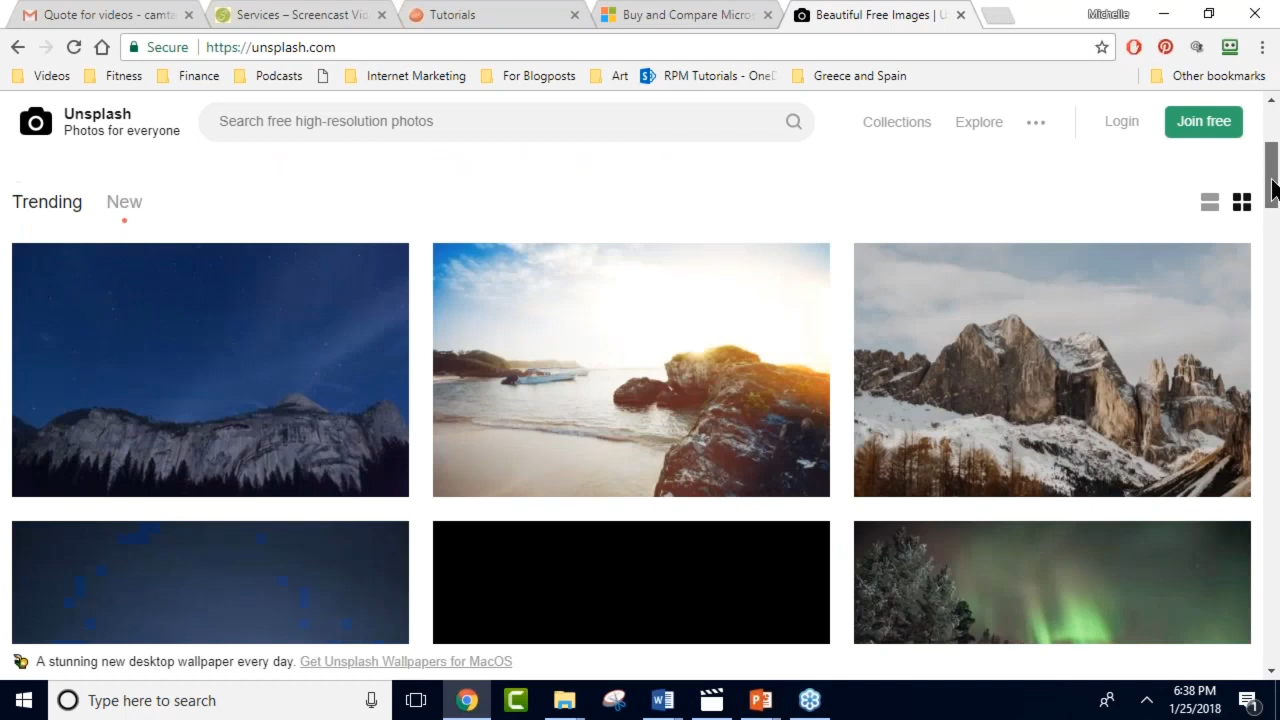 Quote for videos - camta
Services – Screencast Vid
Tutorials
Buy and Compare Micros
Beautiful Free Images | U
Michelle
Secure
https://unsplash.com
Videos
Fitness
Finance
Podcasts
Internet Marketing
For Blogposts
Art
RPM Tutorials - OneD
Greece and Spain
Other bookmarks
Unsplash
Photos for everyone
Search free high-resolution photos
Collections
Explore
Login
Join free
Trending
New
A stunning new desktop wallpaper every day. Get Unsplash Wallpapers for MacOS
Type here to search
6:38 PM
1/25/2018
1